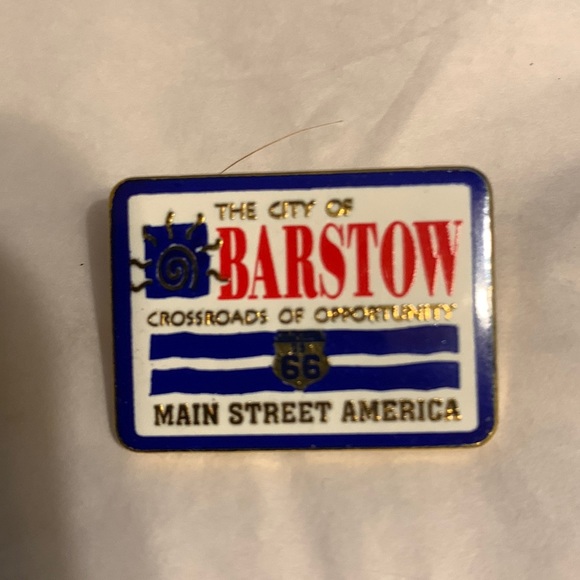 THE CITY OF
BARSTOW
CROSSROADS OF OPPORTUNITY
66
MAIN STREET AMERICA